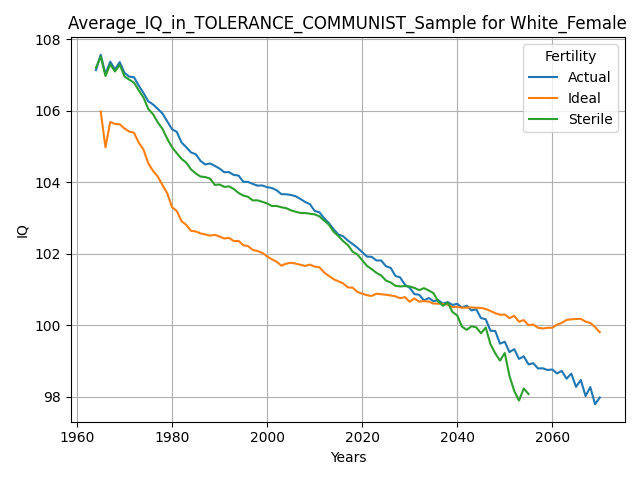 Average_IQ_in_TOLERANCE_COMMUNIST_Sample for White_Female
108
106
104
102
100
98
IQ
Fertility
Actual
Ideal
Sterile
1960
1980
2000
2020
2040
2060
Years